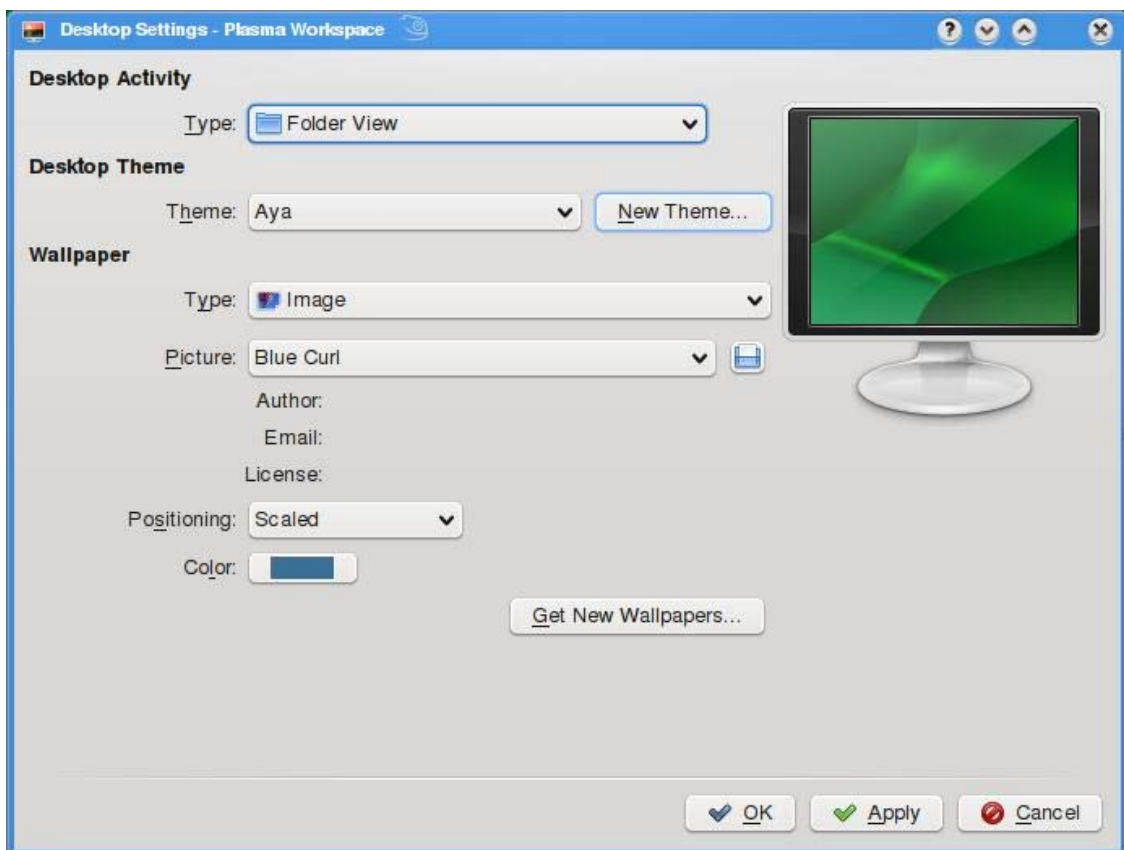 Desktop Settings - Plasma Workspace
Desktop Activity
Type: Folder View
Desktop Theme
Theme: Aya New Theme...
Wallpaper
Type: Image
Picture: Blue Curl
Author:
Email:
License:
Positioning: Scaled
Color:
Get New Wallpapers...
OK Apply Cancel